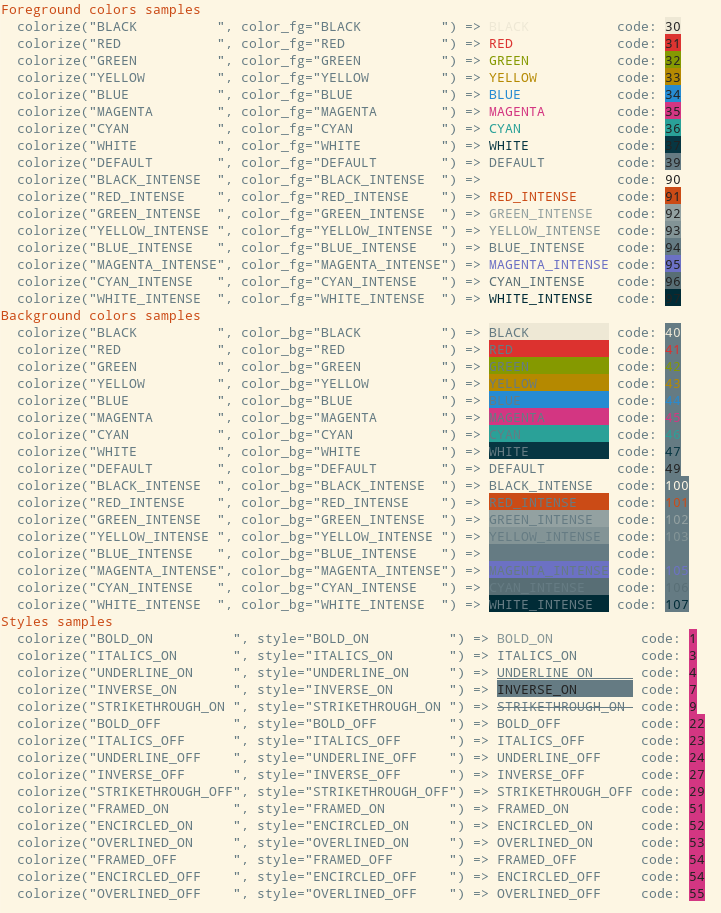 Foreground colors samples
colorize("BLACK          ", color_fg="BLACK          ") => BLACK           code: 30
colorize("RED            ", color_fg="RED            ") => RED             code: 31
colorize("GREEN          ", color_fg="GREEN          ") => GREEN           code: 32
colorize("YELLOW         ", color_fg="YELLOW         ") => YELLOW          code: 33
colorize("BLUE           ", color_fg="BLUE           ") => BLUE            code: 34
colorize("MAGENTA        ", color_fg="MAGENTA        ") => MAGENTA         code: 35
colorize("CYAN           ", color_fg="CYAN           ") => CYAN            code: 36
colorize("WHITE          ", color_fg="WHITE          ") => WHITE           code:
colorize("DEFAULT        ", color_fg="DEFAULT        ") => DEFAULT         code: 39
colorize("BLACK_INTENSE  ", color_fg="BLACK_INTENSE  ") =>                 code: 90
colorize("RED_INTENSE    ", color_fg="RED_INTENSE    ") => RED_INTENSE     code: 91
colorize("GREEN_INTENSE  ", color_fg="GREEN_INTENSE  ") => GREEN_INTENSE   code: 92
colorize("YELLOW_INTENSE ", color_fg="YELLOW_INTENSE ") => YELLOW_INTENSE  code: 93
colorize("BLUE_INTENSE   ", color_fg="BLUE_INTENSE   ") => BLUE_INTENSE    code: 94
colorize("MAGENTA_INTENSE", color_fg="MAGENTA_INTENSE") => MAGENTA_INTENSE code: 95
colorize("CYAN_INTENSE   ", color_fg="CYAN_INTENSE   ") => CYAN_INTENSE    code: 96
colorize("WHITE_INTENSE  ", color_fg="WHITE_INTENSE  ") => WHITE_INTENSE   code:
Background colors samples
colorize("BLACK          ", color_bg="BLACK          ") => BLACK           code: 40
colorize("RED            ", color_bg="RED            ") => RED             code: 41
colorize("GREEN          ", color_bg="GREEN          ") => GREEN           code: 42
colorize("YELLOW         ", color_bg="YELLOW         ") => YELLOW          code: 43
colorize("BLUE           ", color_bg="BLUE           ") =>                 code:
colorize("MAGENTA        ", color_bg="MAGENTA        ") => MAGENTA         code:
colorize("CYAN           ", color_bg="CYAN           ") =>                 code:
colorize("WHITE          ", color_bg="WHITE          ") => WHITE           code: 47
colorize("DEFAULT        ", color_bg="DEFAULT        ") => DEFAULT         code: 49
colorize("BLACK_INTENSE  ", color_bg="BLACK_INTENSE  ") => BLACK_INTENSE   code: 100
colorize("RED_INTENSE    ", color_bg="RED_INTENSE    ") => RED_INTENSE     code: 101
colorize("GREEN_INTENSE  ", color_bg="GREEN_INTENSE  ") => GREEN_INTENSE   code: 102
colorize("YELLOW_INTENSE ", color_bg="YELLOW_INTENSE ") => YELLOW_INTENSE  code: 103
colorize("BLUE_INTENSE   ", color_bg="BLUE_INTENSE   ") =>                 code:
colorize("MAGENTA_INTENSE", color_bg="MAGENTA_INTENSE") => MAGENTA_INTENSE code: 105
colorize("CYAN_INTENSE   ", color_bg="CYAN_INTENSE   ") => CYAN_INTENSE    code: 106
colorize("WHITE_INTENSE  ", color_bg="WHITE_INTENSE  ") => WHITE_INTENSE   code: 107
Styles samples
colorize("BOLD_ON          ", style="BOLD_ON          ") => BOLD_ON           code: 1
colorize("ITALICS_ON       ", style="ITALICS_ON       ") => ITALICS_ON        code: 3
colorize("UNDERLINE_ON     ", style="UNDERLINE_ON     ") => UNDERLINE_ON      code: 4
colorize("INVERSE_ON       ", style="INVERSE_ON       ") => INVERSE_ON        code: 7
colorize("STRIKETHROUGH_ON ", style="STRIKETHROUGH_ON ") => STRIKETHROUGH_ON  code: 9
colorize("BOLD_OFF         ", style="BOLD_OFF         ") => BOLD_OFF          code: 22
colorize("ITALICS_OFF      ", style="ITALICS_OFF      ") => ITALICS_OFF       code: 23
colorize("UNDERLINE_OFF    ", style="UNDERLINE_OFF    ") => UNDERLINE_OFF     code: 24
colorize("INVERSE_OFF      ", style="INVERSE_OFF      ") => INVERSE_OFF       code: 27
colorize("STRIKETHROUGH_OFF", style="STRIKETHROUGH_OFF") => STRIKETHROUGH_OFF code: 29
colorize("FRAMED_ON        ", style="FRAMED_ON        ") => FRAMED_ON         code: 51
colorize("ENCIRCLED_ON     ", style="ENCIRCLED_ON     ") => ENCIRCLED_ON      code: 52
colorize("OVERLINED_ON     ", style="OVERLINED_ON     ") => OVERLINED_ON      code: 53
colorize("FRAMED_OFF       ", style="FRAMED_OFF       ") => FRAMED_OFF        code: 54
colorize("ENCIRCLED_OFF    ", style="ENCIRCLED_OFF    ") => ENCIRCLED_OFF     code: 54
colorize("OVERLINED_OFF    ", style="OVERLINED_OFF    ") => OVERLINED_OFF     code: 55